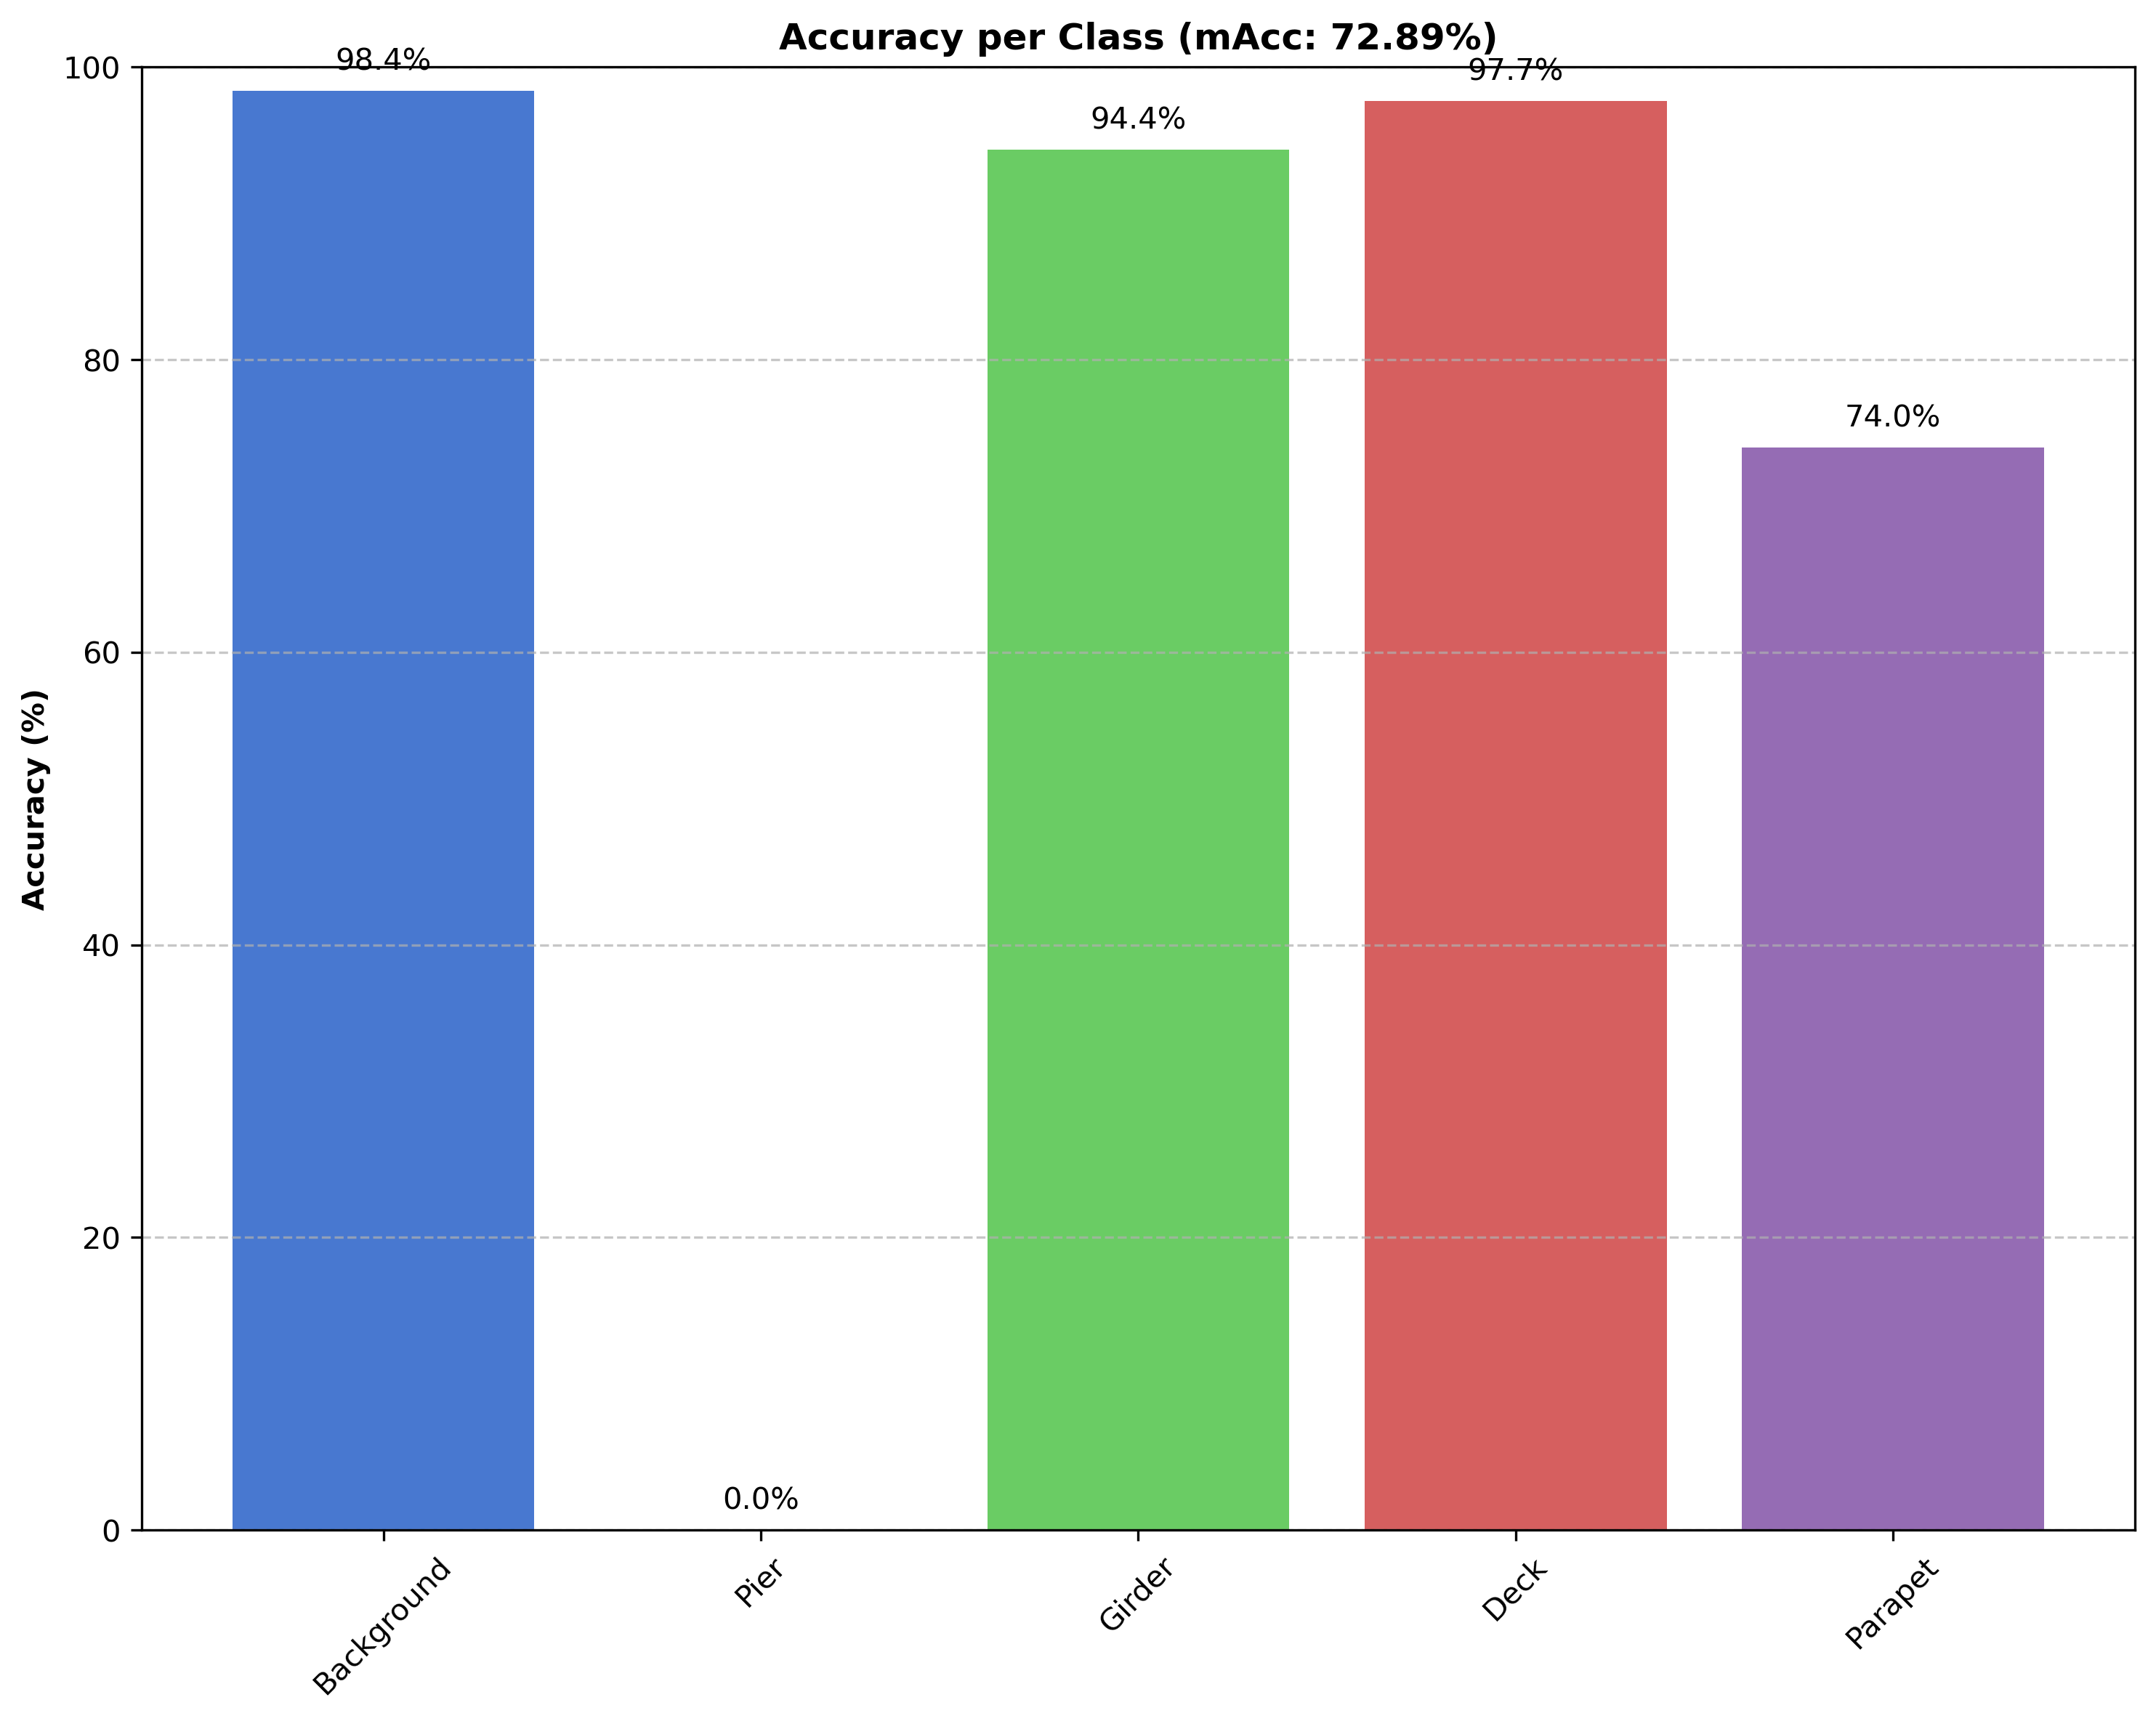 Accuracy per Class (mAcc: 72.89%)
98.4%
97.7%
94.4%
74.0%
0.0%
100
80
60
40
20
0
Accuracy (%)
Background
Pier
Girder
Deck
Parapet